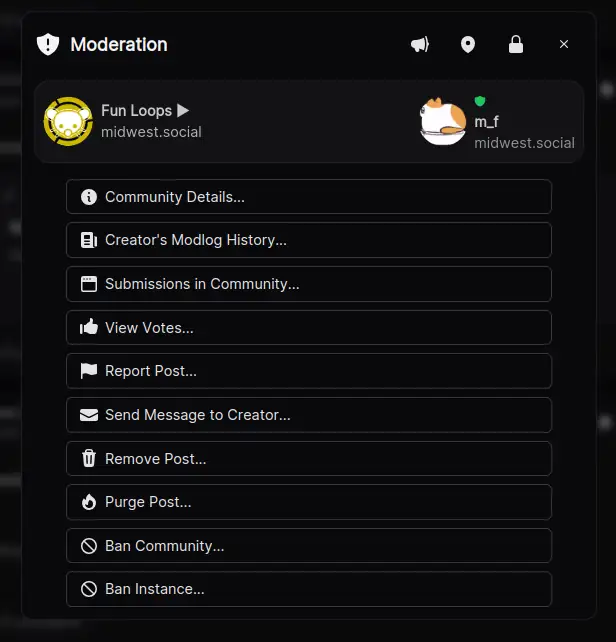 Moderation
Fun Loops ▶
midwest.social
m_f
midwest.social
Community Details...
Creator's Modlog History...
Submissions in Community...
View Votes...
Report Post...
Send Message to Creator...
Remove Post...
Purge Post...
Ban Community...
Ban Instance...